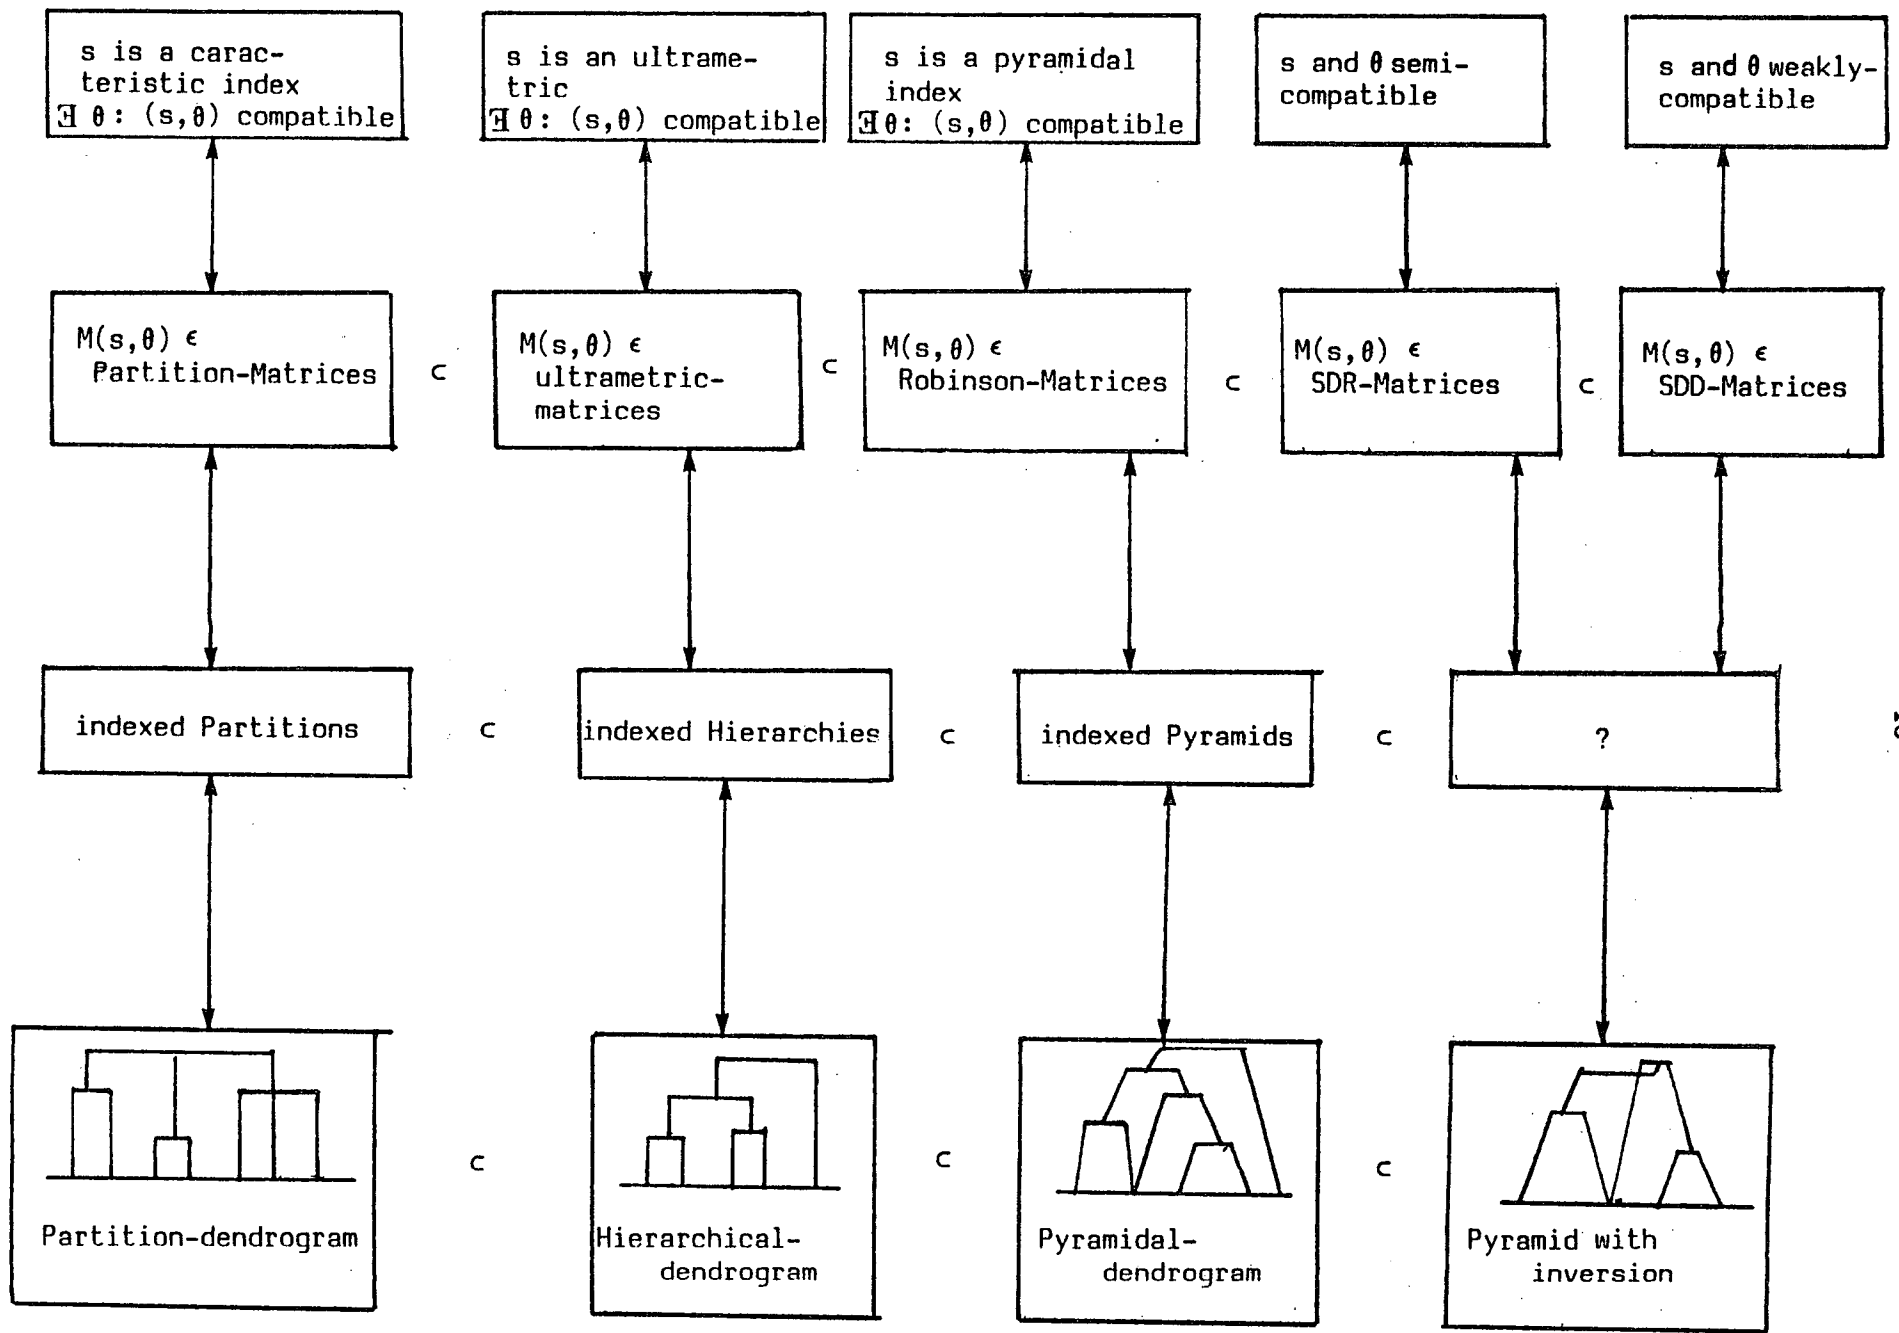 s is a carac-
teristic index
∃ θ: (s,θ) compatible
s is an ultrame-
tric
∃ θ: (s,θ) compatible
s is a pyramidal
index
∃θ: (s,θ) compatible
s and θ semi-
compatible
s and θ weakly-
compatible
M(s,θ) ϵ
Partition-Matrices
⊂
M(s,θ) ϵ
ultrametric-
matrices
⊂
M(s,θ) ϵ
Robinson-Matrices
⊂
M(s,θ) ϵ
SDR-Matrices
⊂
M(s,θ) ϵ
SDD-Matrices
indexed Partitions
⊂
indexed Hierarchies
⊂
indexed Pyramids
⊂
?
Partition-dendrogram
⊂
Hierarchical-
dendrogram
⊂
Pyramidal-
dendrogram
⊂
Pyramid with
inversion